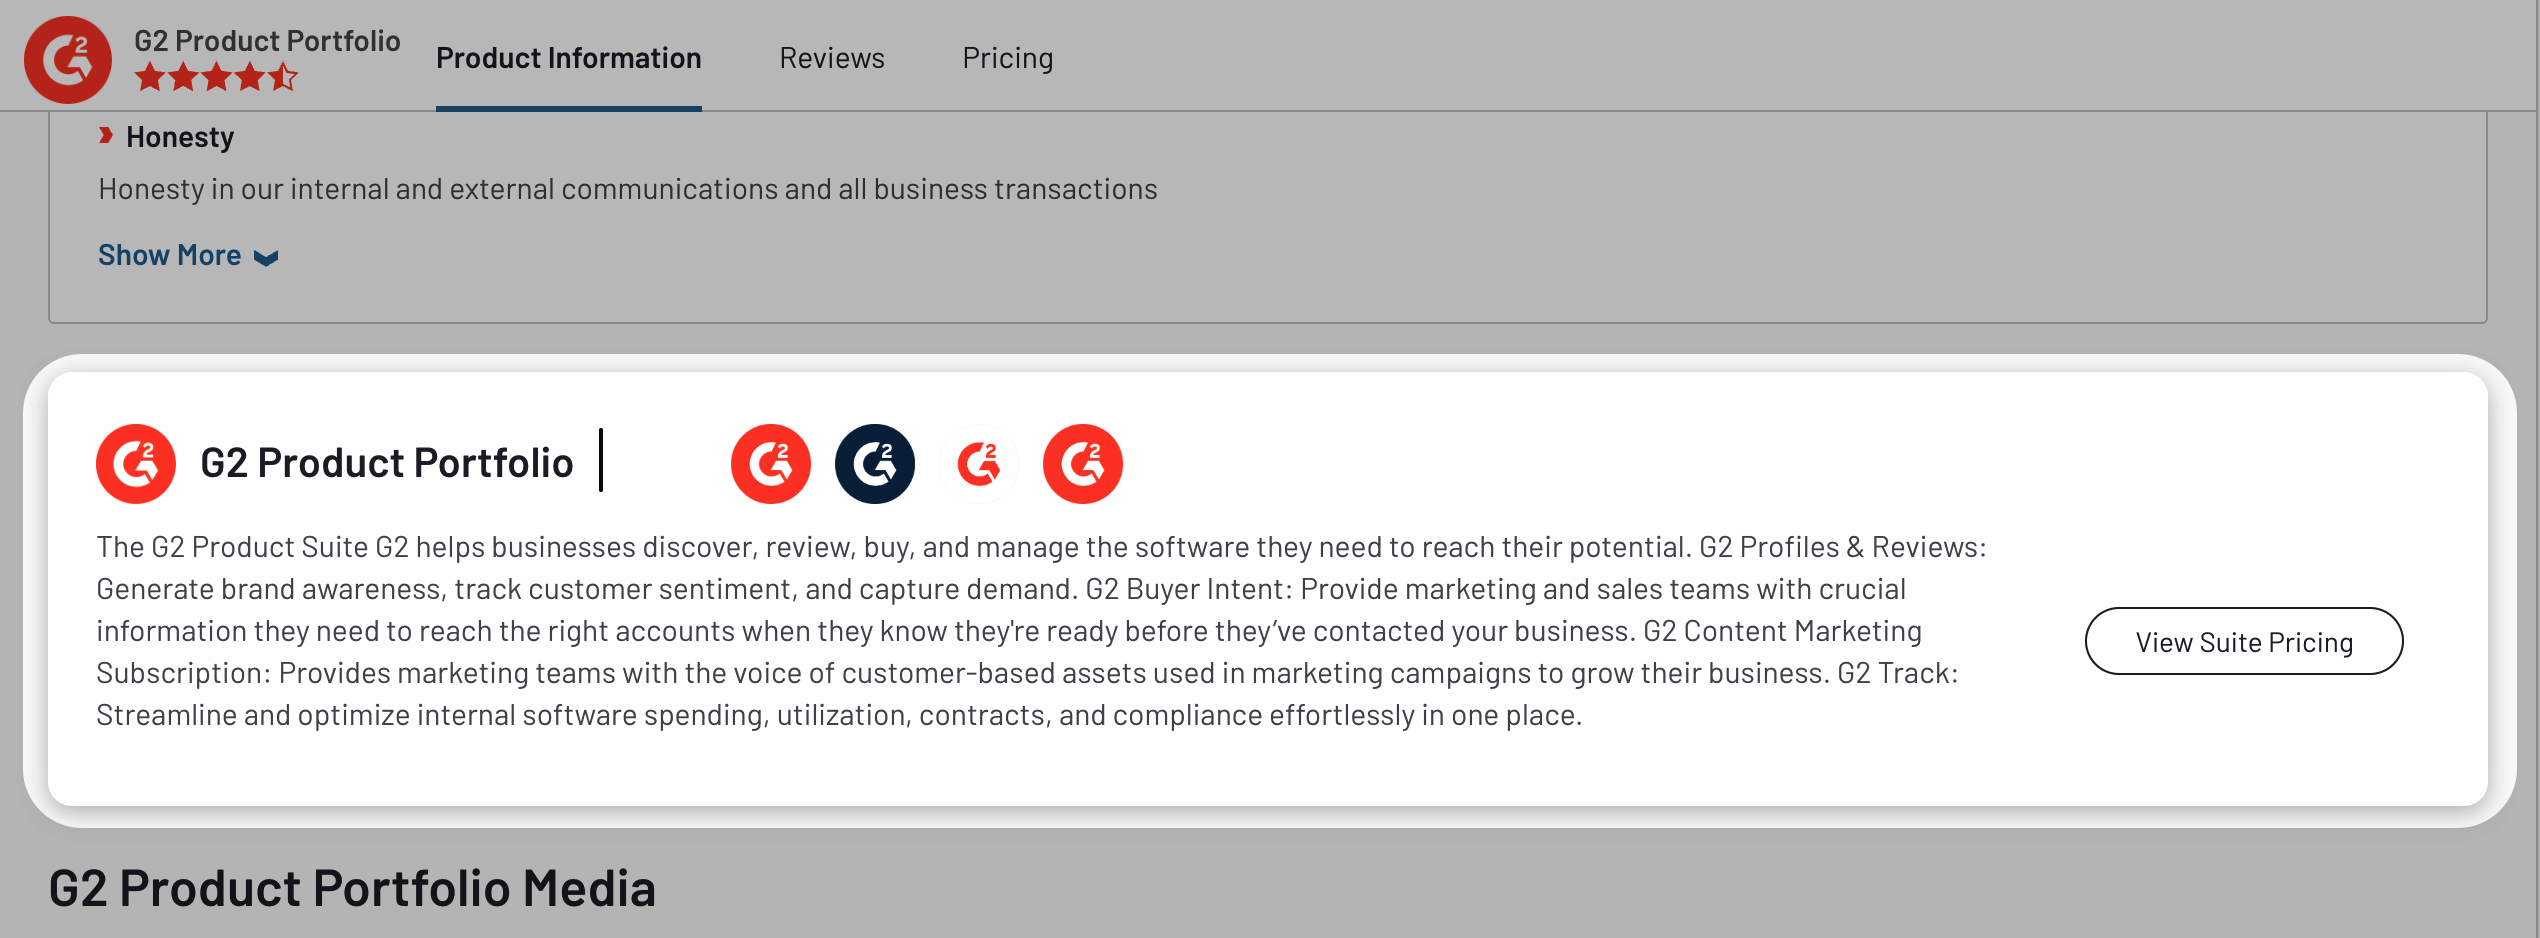 G2 Product Portfolio
Product Information
Reviews
Pricing
Honesty
Honesty in our internal and external communications and all business transactions
Show More
G2 Product Portfolio
The G2 Product Suite G2 helps businesses discover, review, buy, and manage the software they need to reach their potential. G2 Profiles & Reviews:
Generate brand awareness, track customer sentiment, and capture demand. G2 Buyer Intent: Provide marketing and sales teams with crucial
information they need to reach the right accounts when they know they're ready before they’ve contacted your business. G2 Content Marketing
Subscription: Provides marketing teams with the voice of customer-based assets used in marketing campaigns to grow their business. G2 Track:
Streamline and optimize internal software spending, utilization, contracts, and compliance effortlessly in one place.
View Suite Pricing
G2 Product Portfolio Media